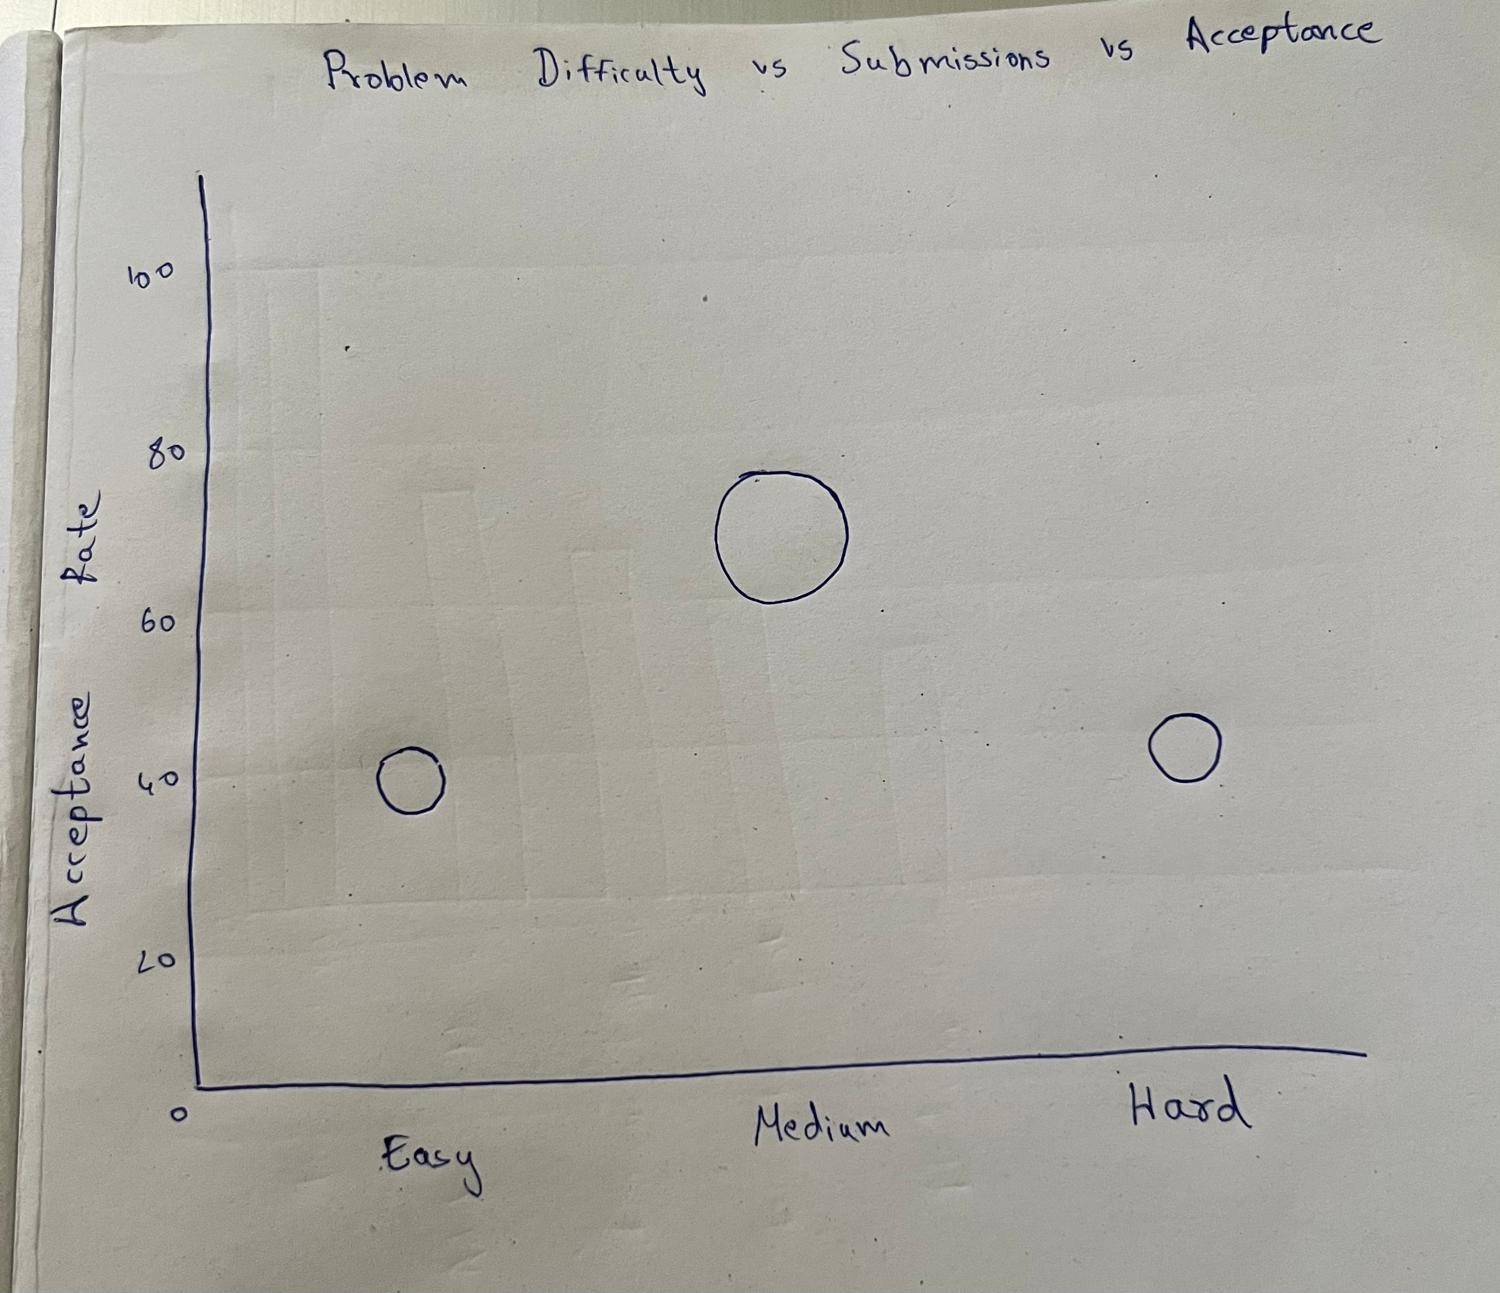 Problem Difficulty vs Submissions vs Acceptance
100
80
60
40
20
0
Acceptance Rate
Easy
Medium
Hard